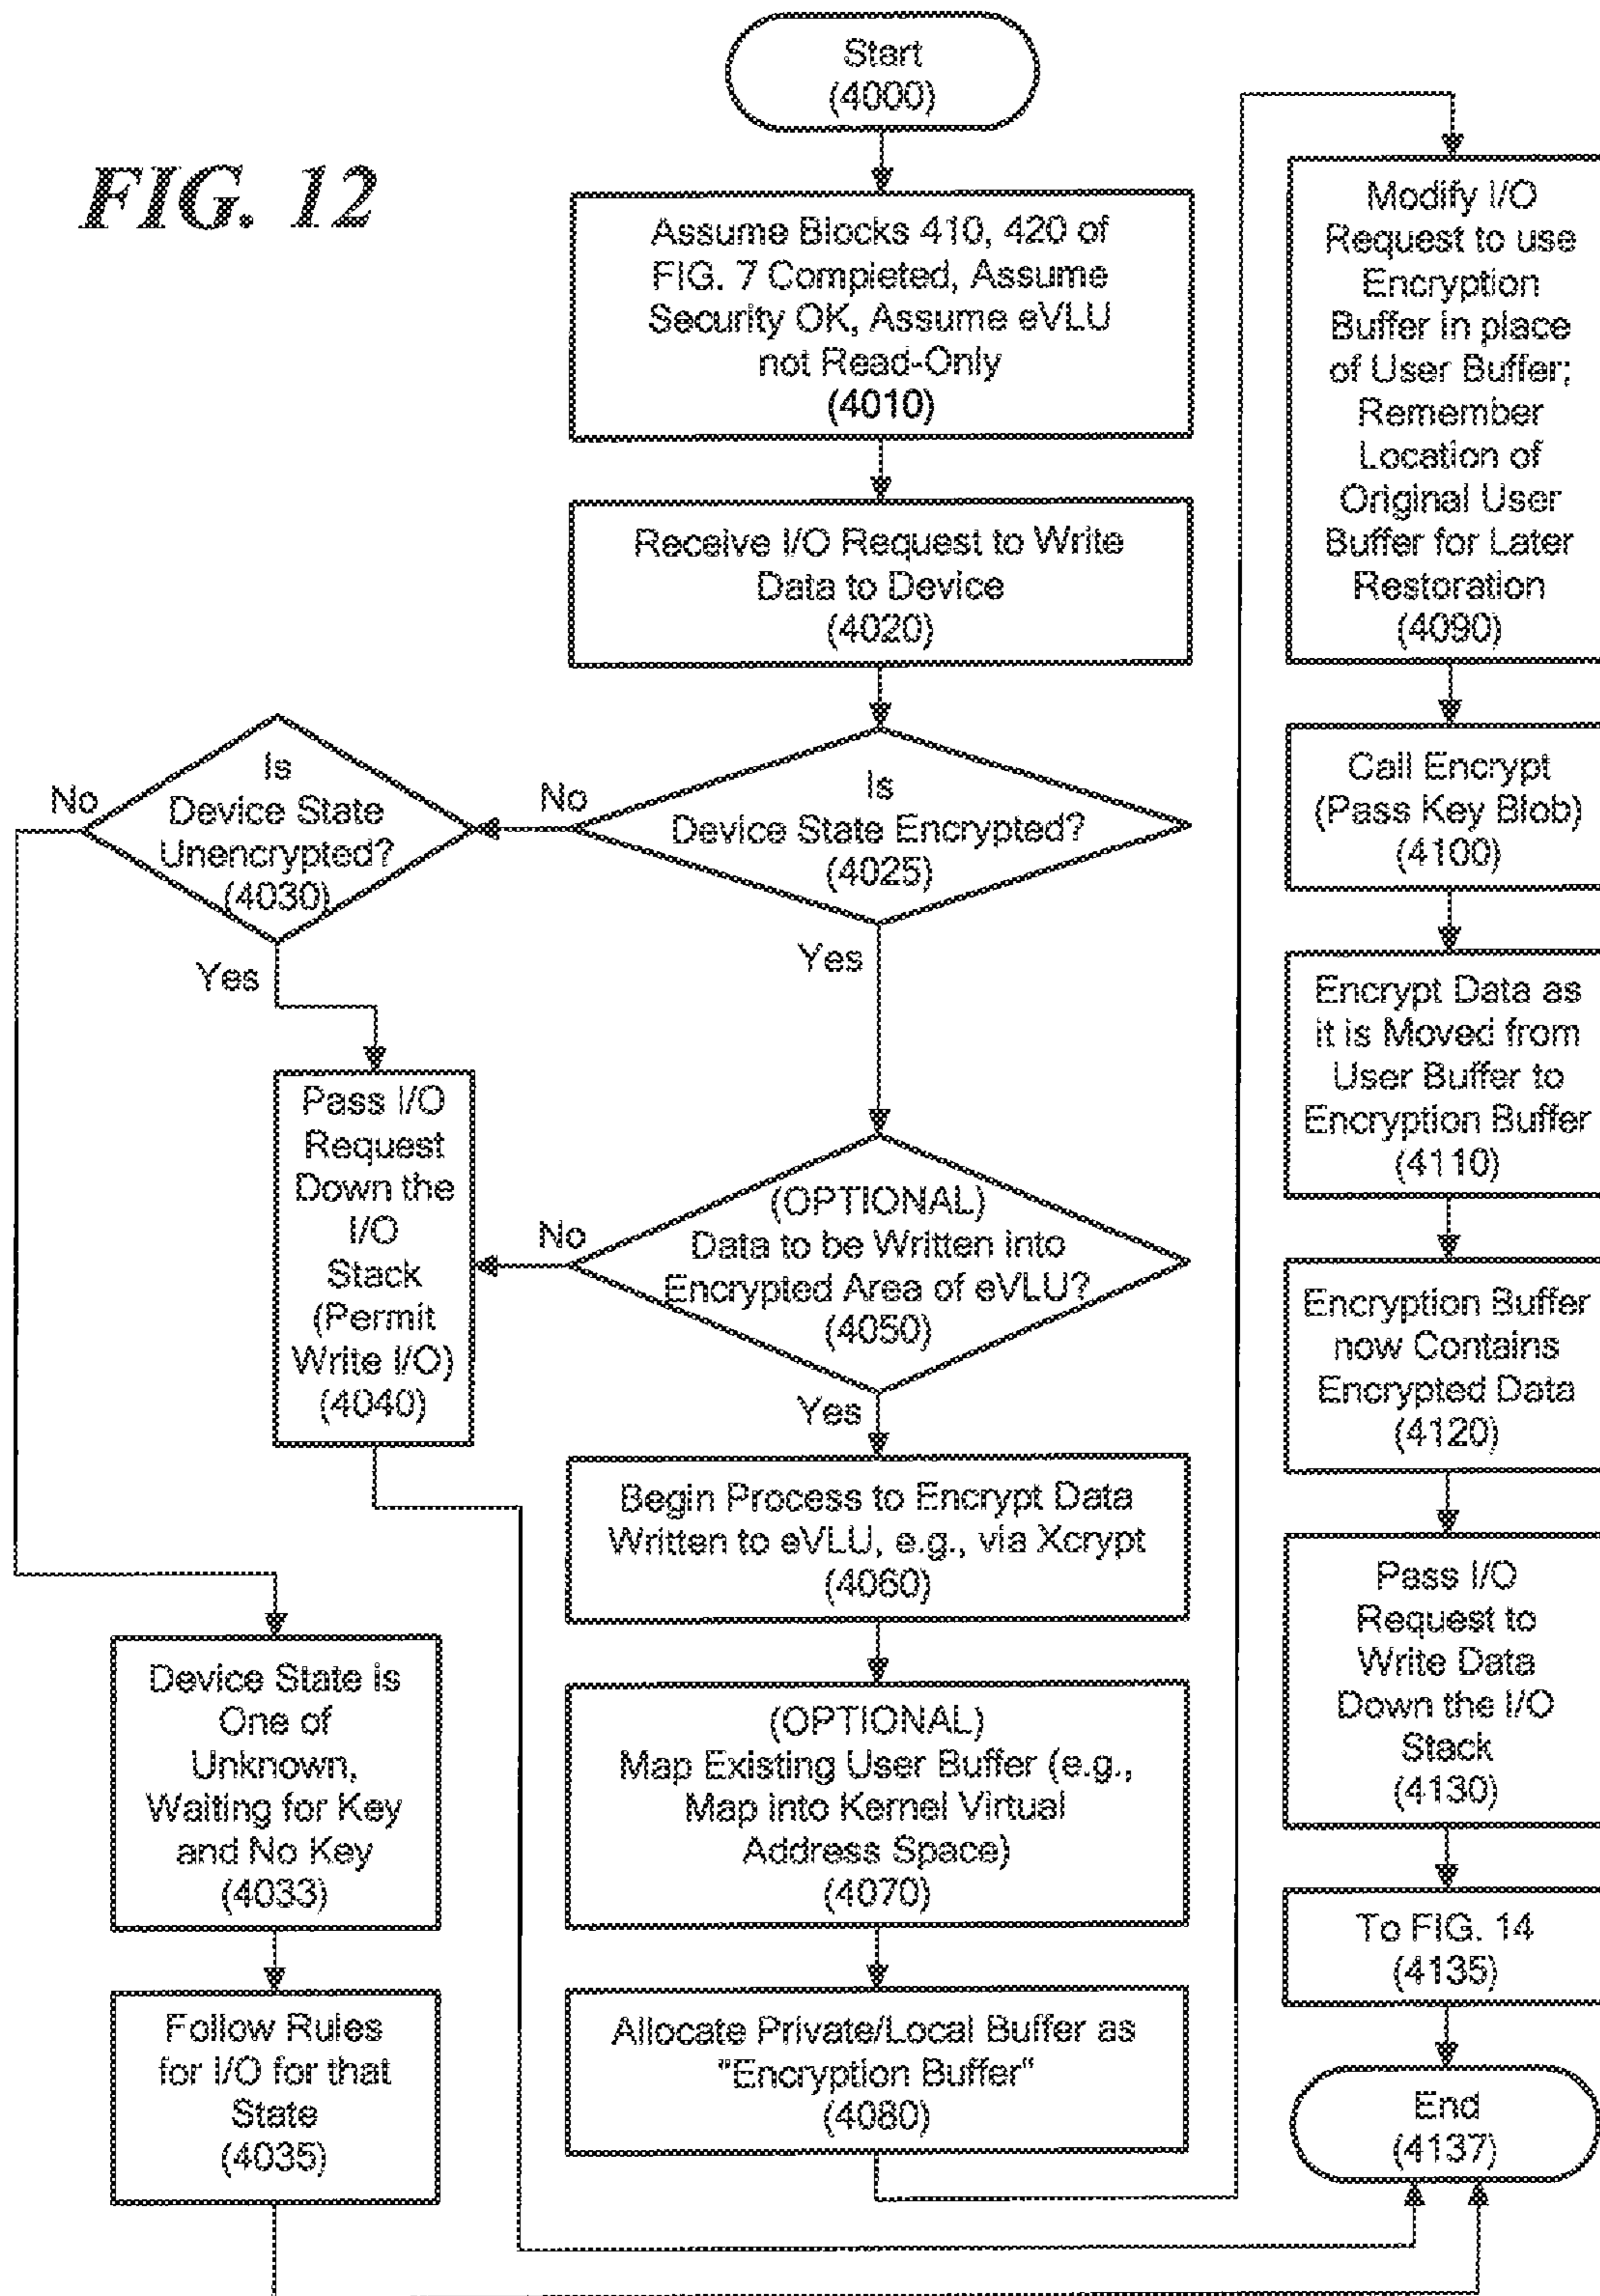 FIG. 12
Start
(4000)
Assume Blocks 410, 420 of
FIG. 7 Completed, Assume
Security OK, Assume eVLU
not Read-Only
(4010)
Receive I/O Request to Write
Data to Device
(4020)
Is
Device State Encrypted?
(4025)
No
Yes
Is
Device State
Unencrypted?
(4030)
No
Yes
Pass I/O
Request
Down the
I/O
Stack
(Permit
Write I/O)
(4040)
(OPTIONAL)
Data to be Written into
Encrypted Area of eVLU?
(4050)
No
Yes
Device State is
One of
Unknown,
Waiting for Key
and No Key
(4033)
Follow Rules
for I/O for that
State
(4035)
Begin Process to Encrypt Data
Written to eVLU, e.g., via Xcrypt
(4060)
(OPTIONAL)
Map Existing User Buffer (e.g.,
Map into Kernel Virtual
Address Space)
(4070)
Allocate Private/Local Buffer as
"Encryption Buffer"
(4080)
Modify I/O
Request to use
Encryption
Buffer in place
of User Buffer;
Remember
Location of
Original User
Buffer for Later
Restoration
(4090)
Call Encrypt
(Pass Key Blob)
(4100)
Encrypt Data as
it is Moved from
User Buffer to
Encryption Buffer
(4110)
Encryption Buffer
now Contains
Encrypted Data
(4120)
Pass I/O
Request to
Write Data
Down the I/O
Stack
(4130)
To FIG. 14
(4135)
End
(4137)